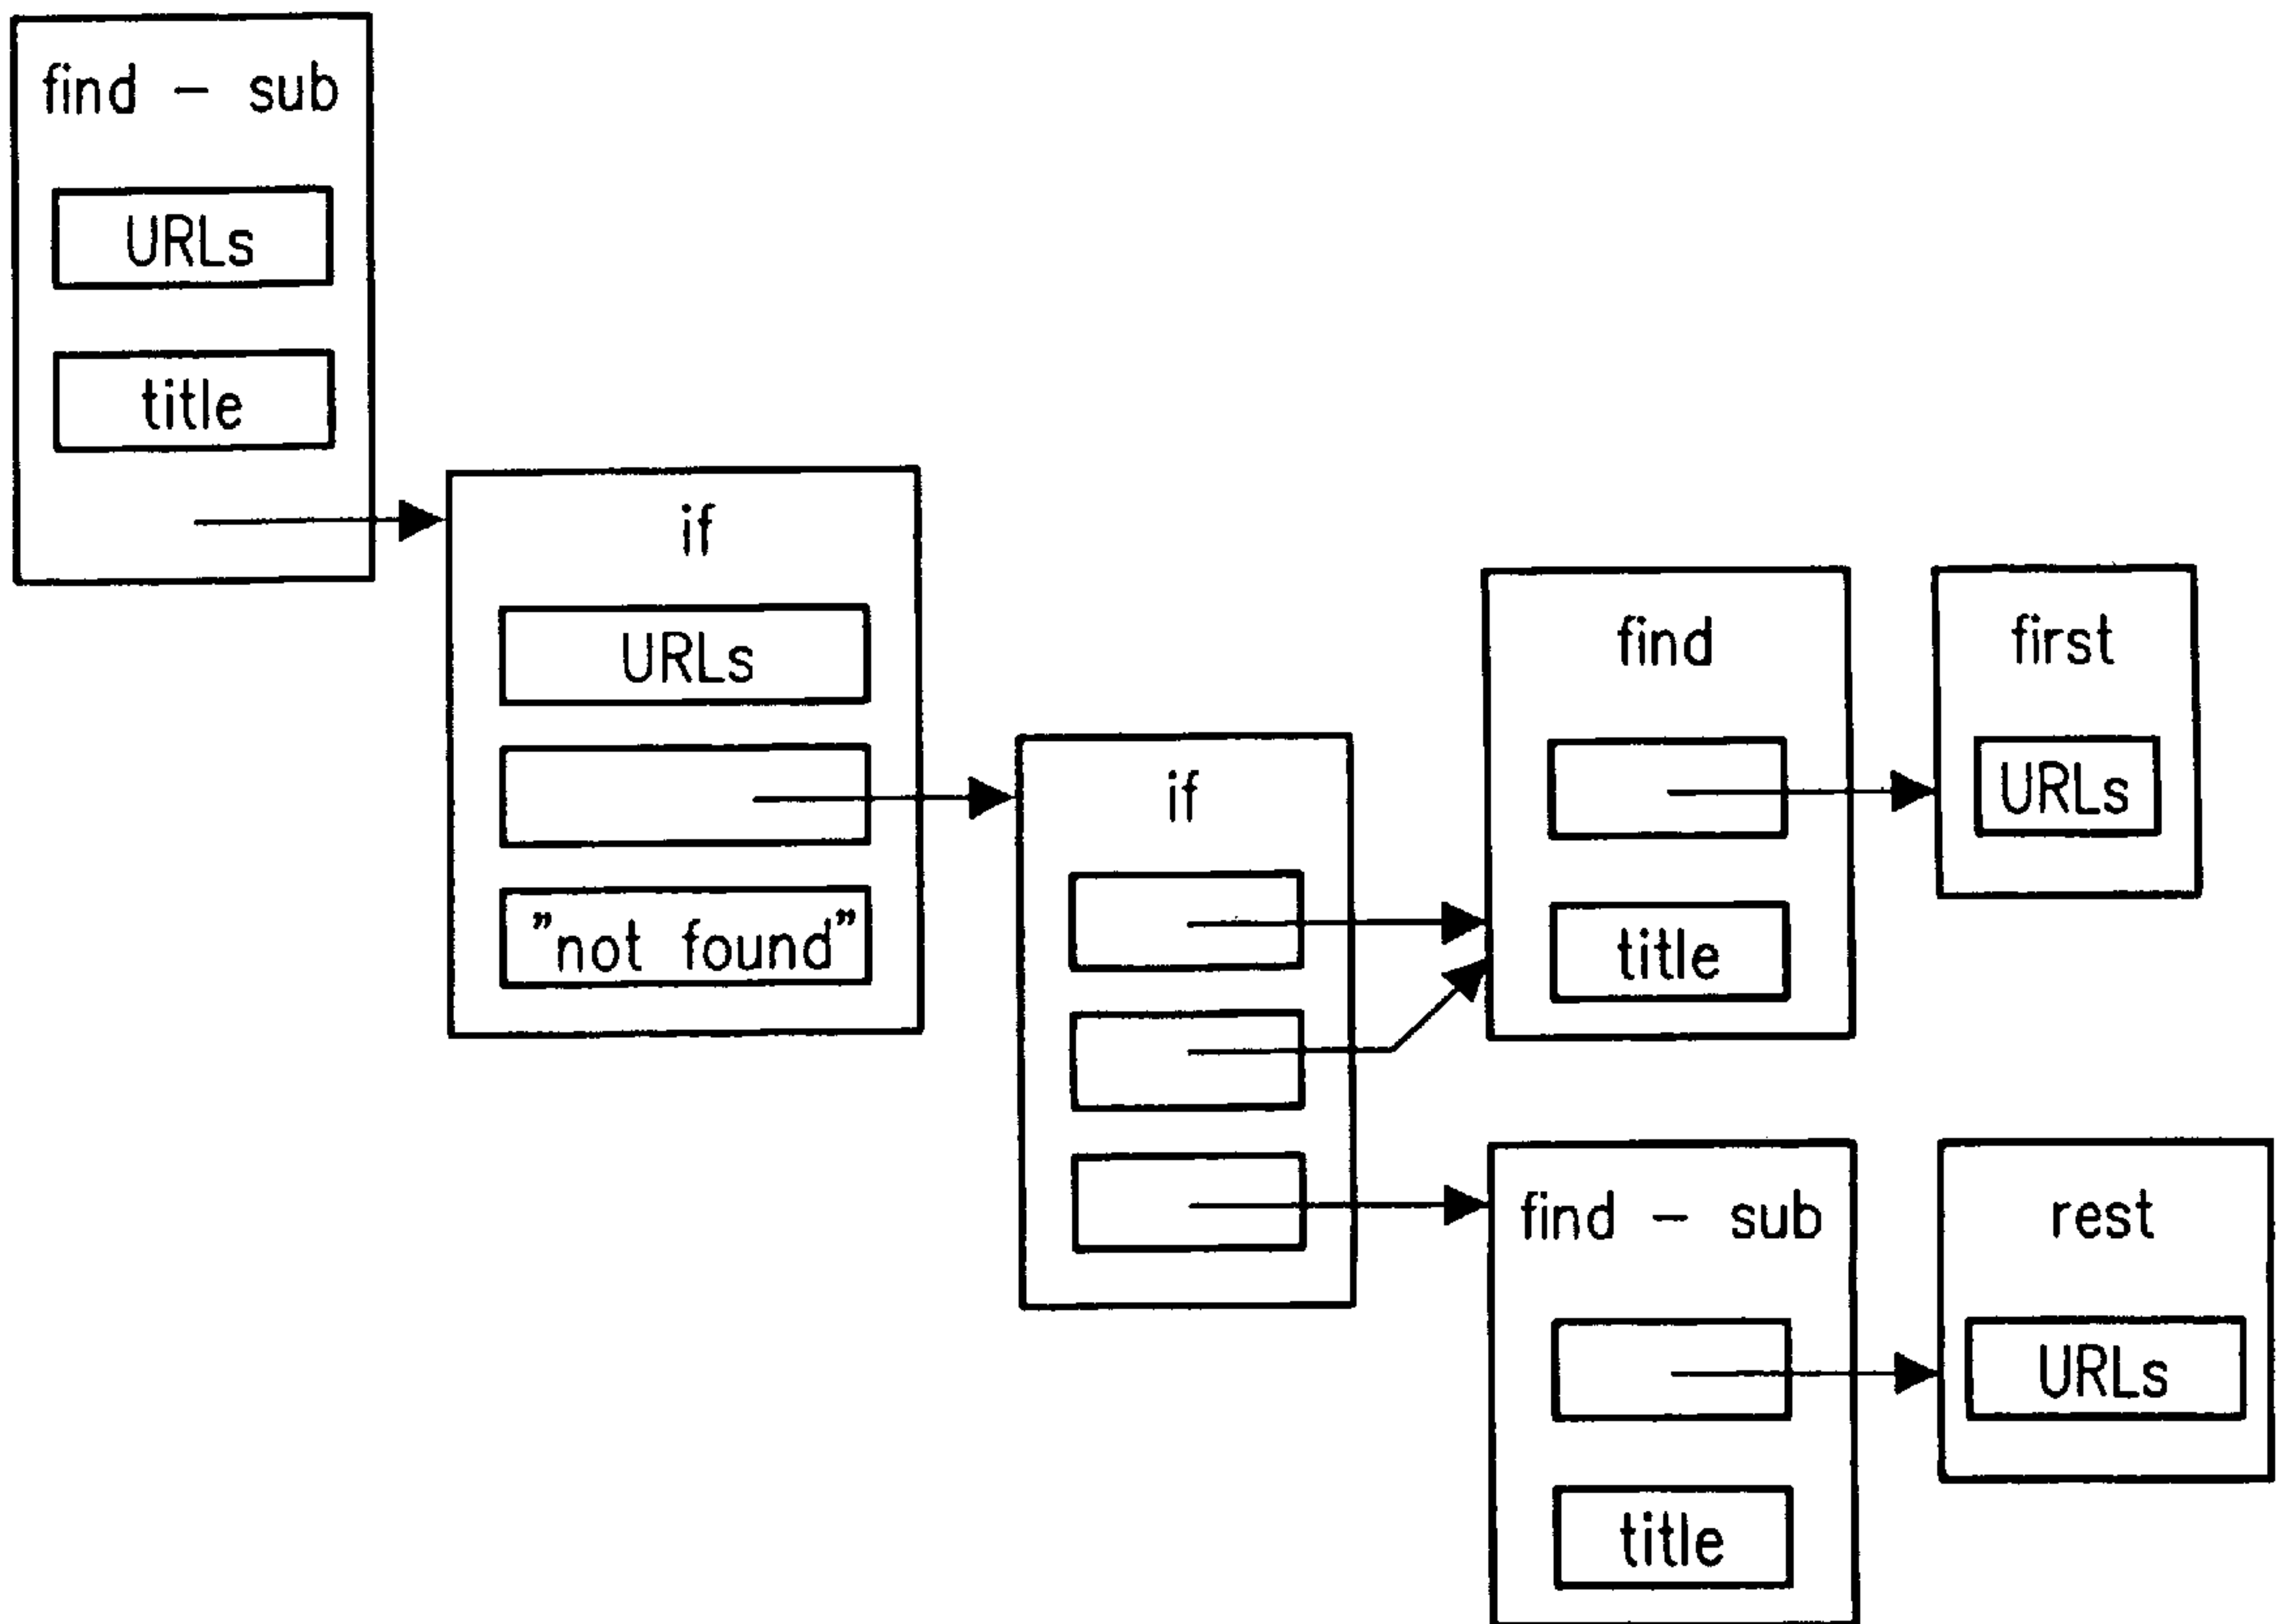 find - sub
URLs
title
if
URLs
"not found"
if
find
title
first
URLs
find - sub
title
rest
URLs